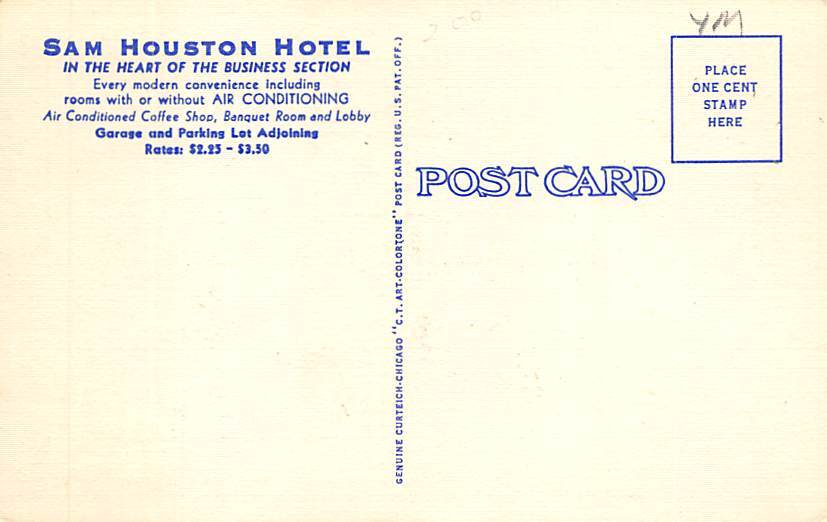 SAM HOUSTON HOTEL
IN THE HEART OF THE BUSINESS SECTION
Every modern convenience including
rooms with or without AIR CONDITIONING
Air Conditioned Coffee Shop, Banquet Room and Lobby
Garage and Parking Lot Adjoining
Rates: $2.25 - $3.50
GENUINE CURTEICH-CHICAGO "C.T. ART-COLORTONE" POST CARD (REG. U.S. PAT. OFF.)
200
YM
PLACE
ONE CENT
STAMP
HERE
POST CARD